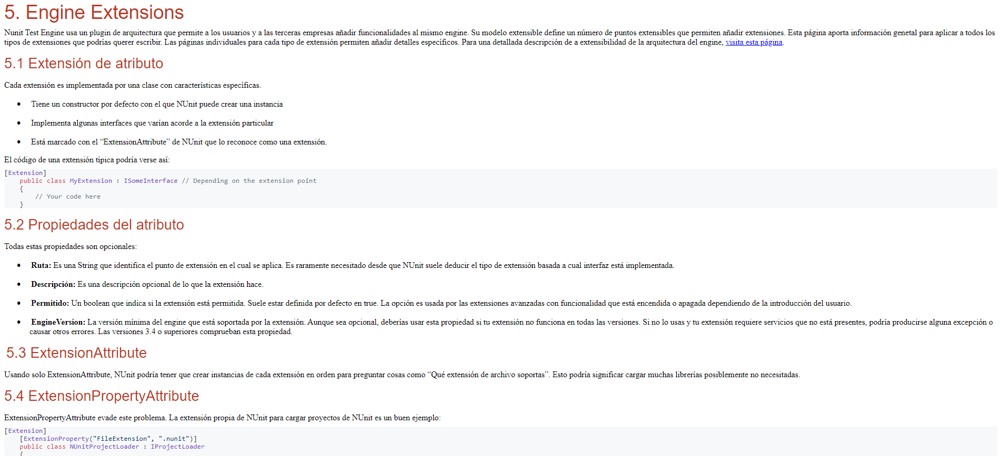 5. Engine Extensions
Nunit Test Engine usa un plugin de arquitectura que permite a los usuarios y a las terceras empresas añadir funcionalidades al mismo engine. Su modelo extensible define un número de puntos extensibles que permiten añadir extensiones. Esta página aporta información genetal para aplicar a todos los
tipos de extensiones que podrías querer escribir. Las páginas individuales para cada tipo de extensión permiten añadir detalles específicos. Para una detallada descripción de a extensibilidad de la arquitectura del engine, visita esta página.
5.1 Extensión de atributo
Cada extensión es implementada por una clase con características específicas.
• Tiene un constructor por defecto con el que NUnit puede crear una instancia
• Implementa algunas interfaces que varían acorde a la extensión particular
• Está marcado con el “ExtensionAttribute” de NUnit que lo reconoce como una extensión.
El código de una extensión típica podría verse así:
[Extension]
    public class MyExtension : ISomeInterface // Depending on the extension point
    {
        // Your code here
    }
5.2 Propiedades del atributo
Todas estas propiedades son opcionales:
• Ruta: Es una String que identifica el punto de extensión en el cual se aplica. Es raramente necesitado desde que NUnit suele deducir el tipo de extensión basada a cual interfaz está implementada.
• Descripción: Es una descripción opcional de lo que la extensión hace.
• Permitido: Un boolean que indica si la extensión está permitida. Suele estar definida por defecto en true. La opción es usada por las extensiones avanzadas con funcionalidad que está encendida o apagada dependiendo de la introducción del usuario.
• EngineVersion: La versión mínima del engine que está soportada por la extensión. Aunque sea opcional, deberías usar esta propiedad si tu extensión no funciona en todas las versiones. Si no lo usas y tu extensión requiere servicios que no está presentes, podría producirse alguna excepción o
causar otros errores. Las versiones 3.4 o superiores comprueban esta propiedad.
5.3 ExtensionAttribute
Usando solo ExtensionAttribute, NUnit podría tener que crear instancias de cada extensión en orden para preguntar cosas como “Qué extensión de archivo soportas”. Esto podría significar cargar muchas librerías posiblemente no necesitadas.
5.4 ExtensionPropertyAttribute
ExtensionPropertyAttribute evade este problema. La extensión propia de NUnit para cargar proyectos de NUnit es un buen ejemplo:
[Extension]
    [ExtensionProperty("FileExtension", ".nunit")]
    public class NUnitProjectLoader : IProjectLoader
    {